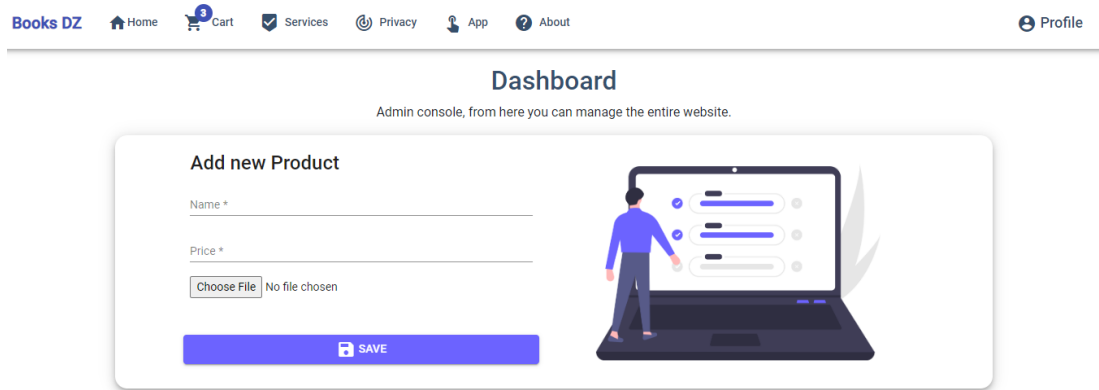 Books DZ Home 3 Cart Services Privacy App About Profile
Dashboard
Admin console, from here you can manage the entire website.
Add new Product
Name *
Price *
Choose File No file chosen
SAVE